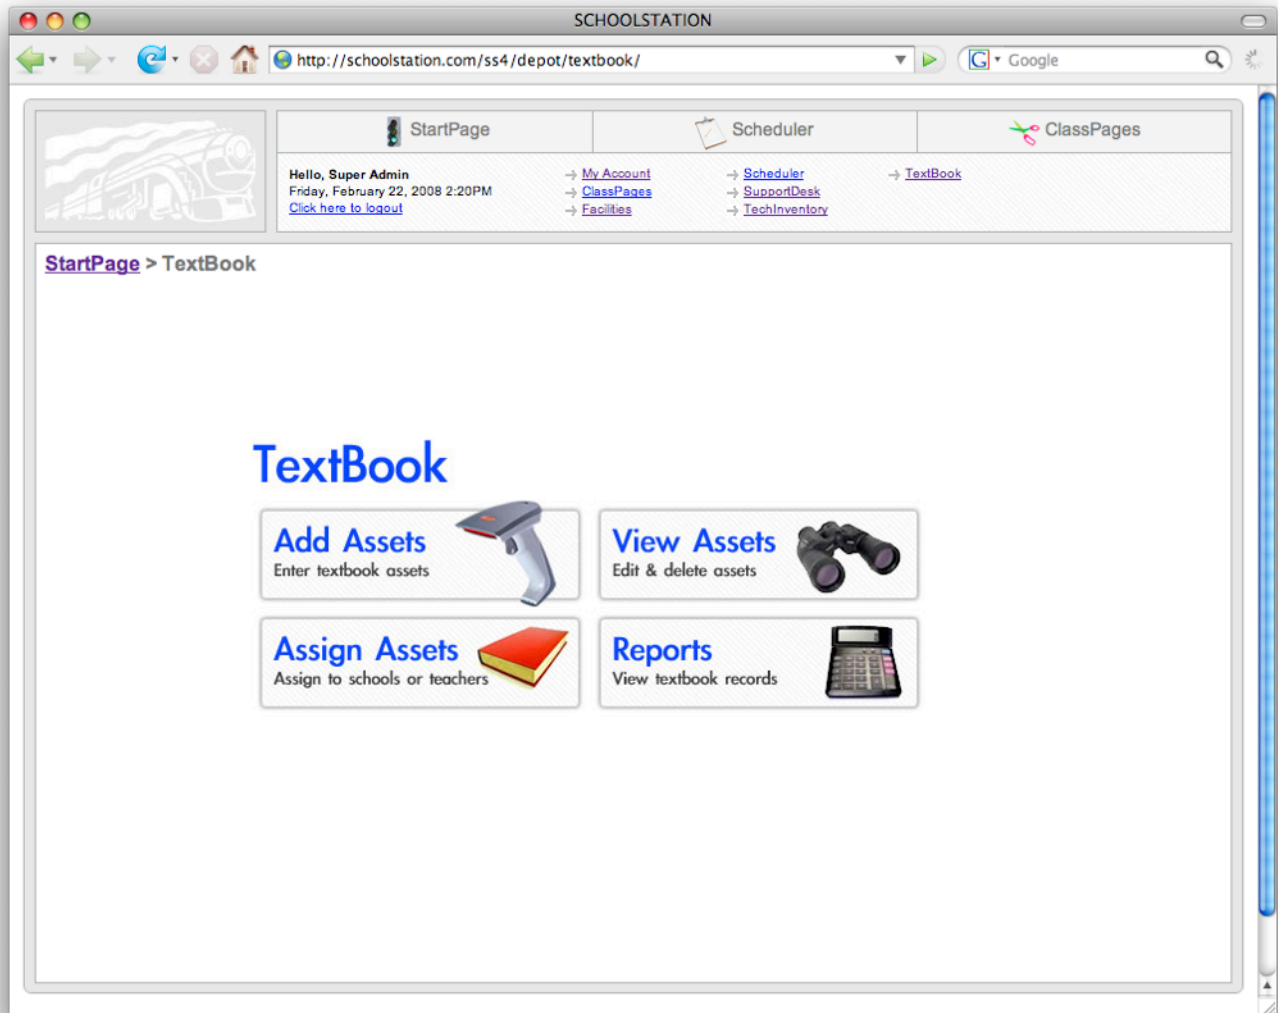 SCHOOLSTATION
http://schoolstation.com/ss4/depot/textbook/
G Google
StartPage
Scheduler
ClassPages
Hello, Super Admin
Friday, February 22, 2008 2:20PM
Click here to logout
My Account
ClassPages
Facilities
Scheduler
SupportDesk
TechInventory
TextBook
StartPage > TextBook
TextBook
Add Assets
Enter textbook assets
View Assets
Edit & delete assets
Assign Assets
Assign to schools or teachers
Reports
View textbook records